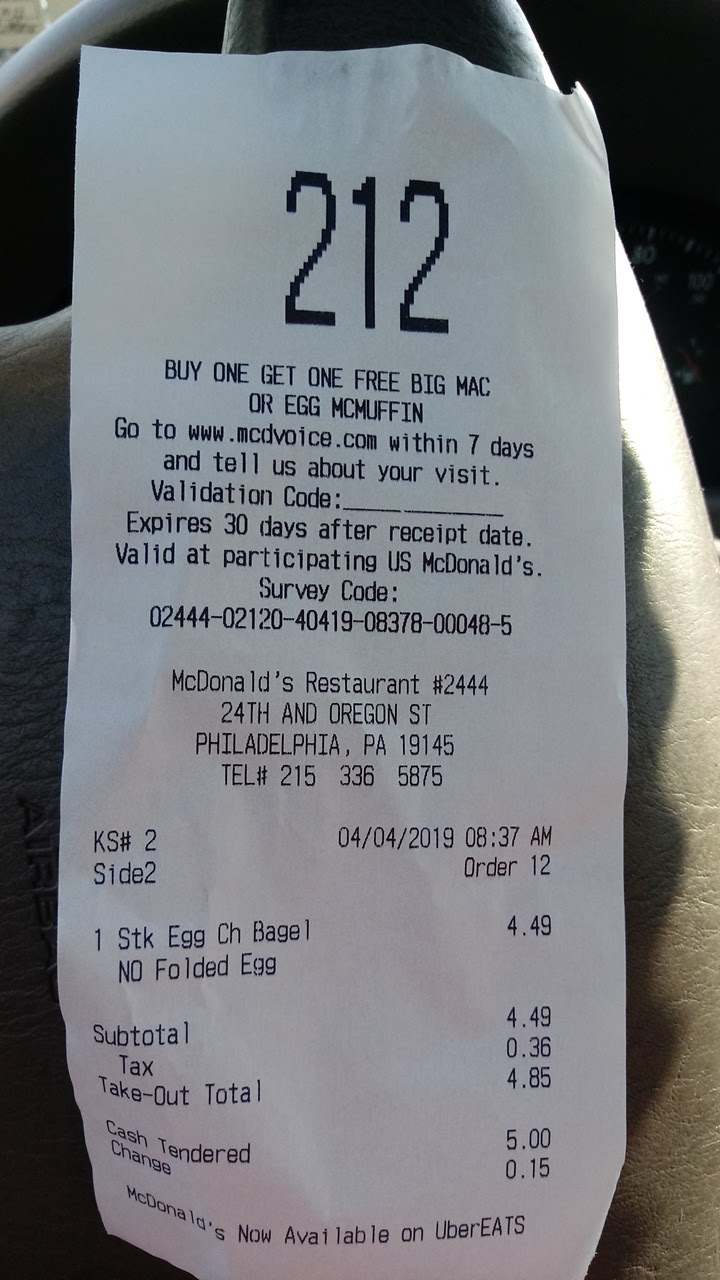 212
BUY ONE GET ONE FREE BIG MAC
OR EGG MCMUFFIN
Go to www.mcdvoice.com within 7 days
and tell us about your visit.
Validation Code:____ ________
Expires 30 days after receipt date.
Valid at participating US McDonald's.
Survey Code:
02444-02120-40419-08378-00048-5
McDonald's Restaurant #2444
24TH AND OREGON ST
PHILADELPHIA, PA 19145
TEL# 215 336 5875
KS# 2 04/04/2019 08:37 AM
Side2 Order 12
1 Stk Egg Ch Bagel 4.49
NO Folded Egg
Subtotal 4.49
Tax 0.36
Take-Out Total 4.85
Cash Tendered 5.00
Change 0.15
McDonald's Now Available on UberEATS
AIRBAG
80
100